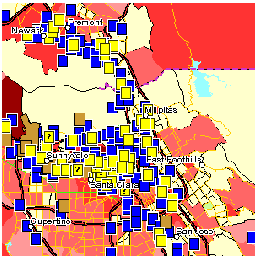 Fremont
Newark
Milpitas
Sunnyvale
East Foothills
Santa Clara
Cupertino
San Jose
?
?